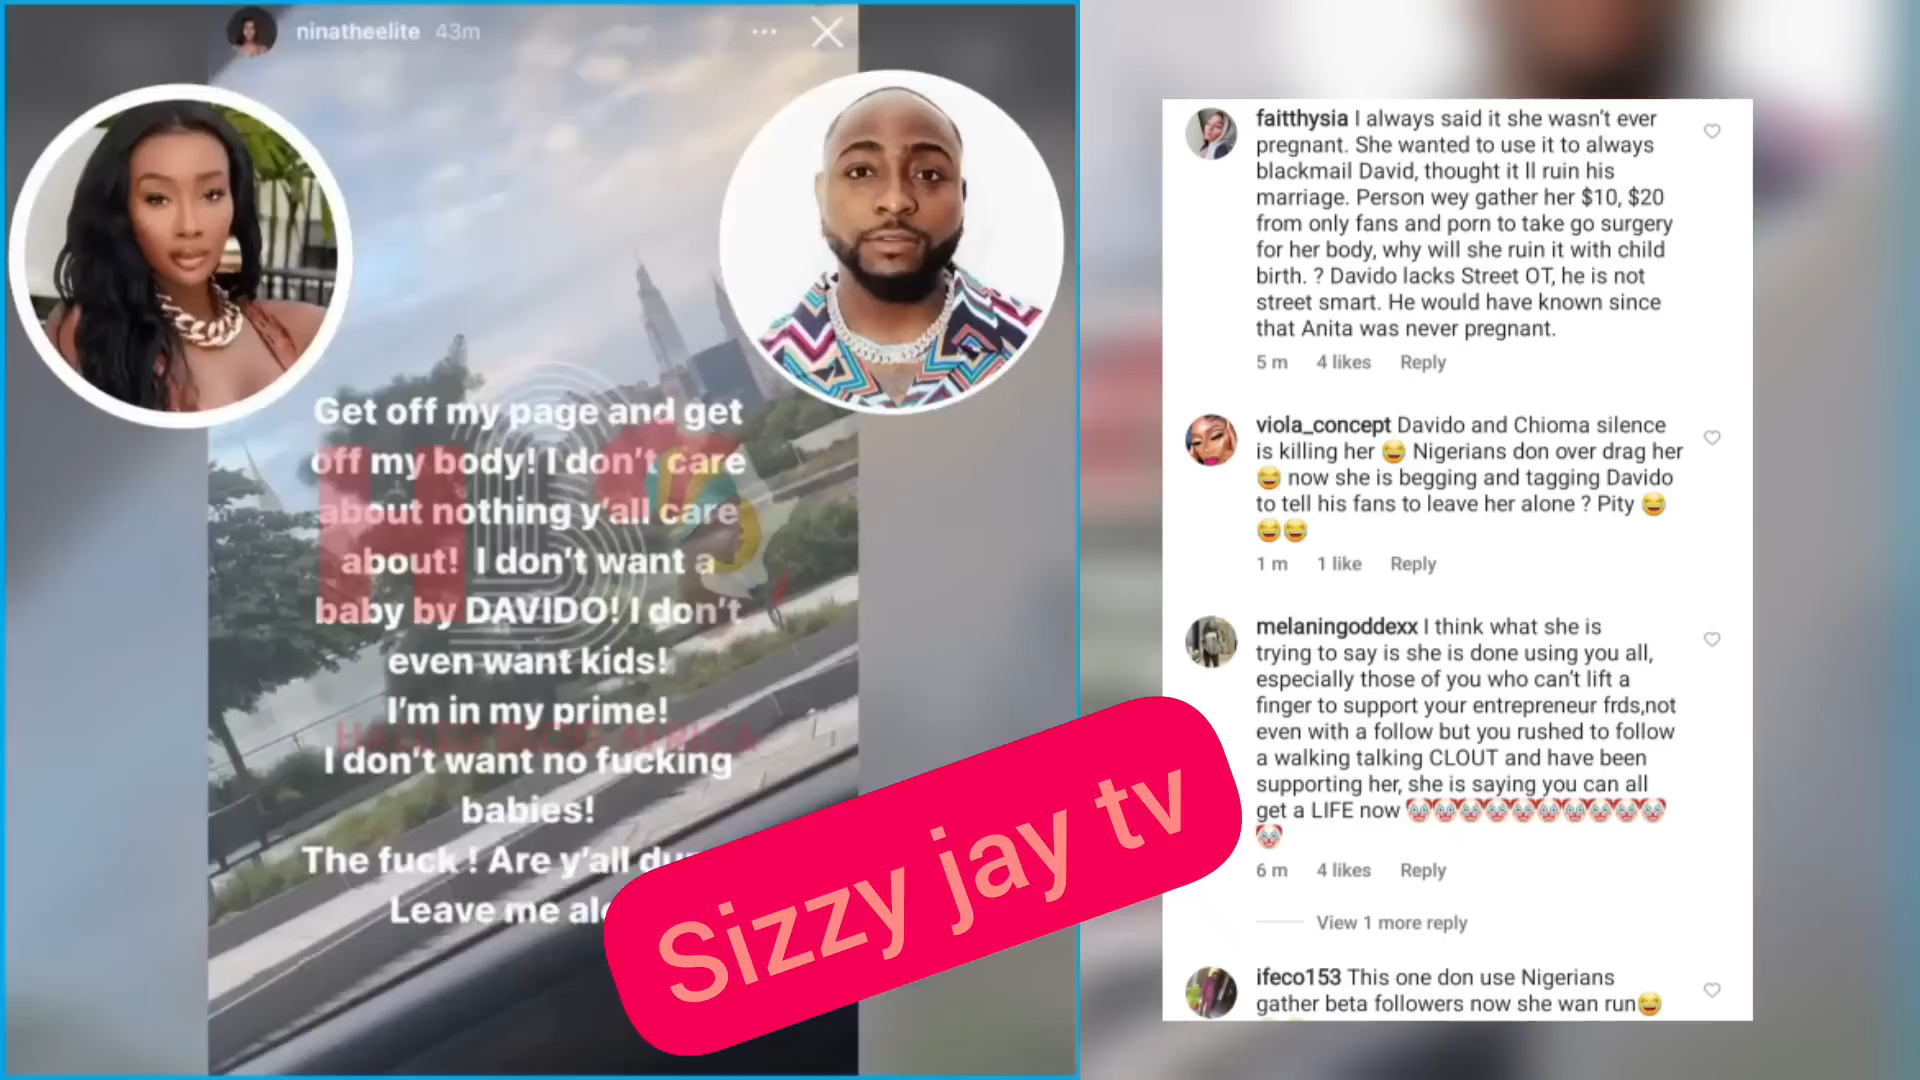 ninatheelite 43m
Get off my page and get
off my body! I don't care
about nothing y'all care
about! I don't want a
baby by DAVIDO! I don't
even want kids!
I'm in my prime!
HALLES BLOG AFRICA
I don't want no fucking
babies!
The fuck ! Are y'all
Leave me
Sizzy jay tv
faitthysia I always said it she wasn't ever
pregnant. She wanted to use it to always
blackmail David, thought it ll ruin his
marriage. Person wey gather her $10, $20
from only fans and porn to take go surgery
for her body, why will she ruin it with child
birth. ? Davido lacks Street OT, he is not
street smart. He would have known since
that Anita was never pregnant.
5 m 4 likes Reply
viola_concept Davido and Chioma silence
is killing her 😂 Nigerians don over drag her
😂 now she is begging and tagging Davido
to tell his fans to leave her alone ? Pity 😂
😂😂
1 m 1 like Reply
melaningoddexx I think what she is
trying to say is she is done using you all,
especially those of you who can't lift a
finger to support your entrepreneur frds,not
even with a follow but you rushed to follow
a walking talking CLOUT and have been
supporting her, she is saying you can all
get a LIFE now 🤡🤡🤡🤡🤡🤡🤡🤡🤡🤡
🤡
6 m 4 likes Reply
View 1 more reply
ifeco153 This one don use Nigerians
gather beta followers now she wan run😂